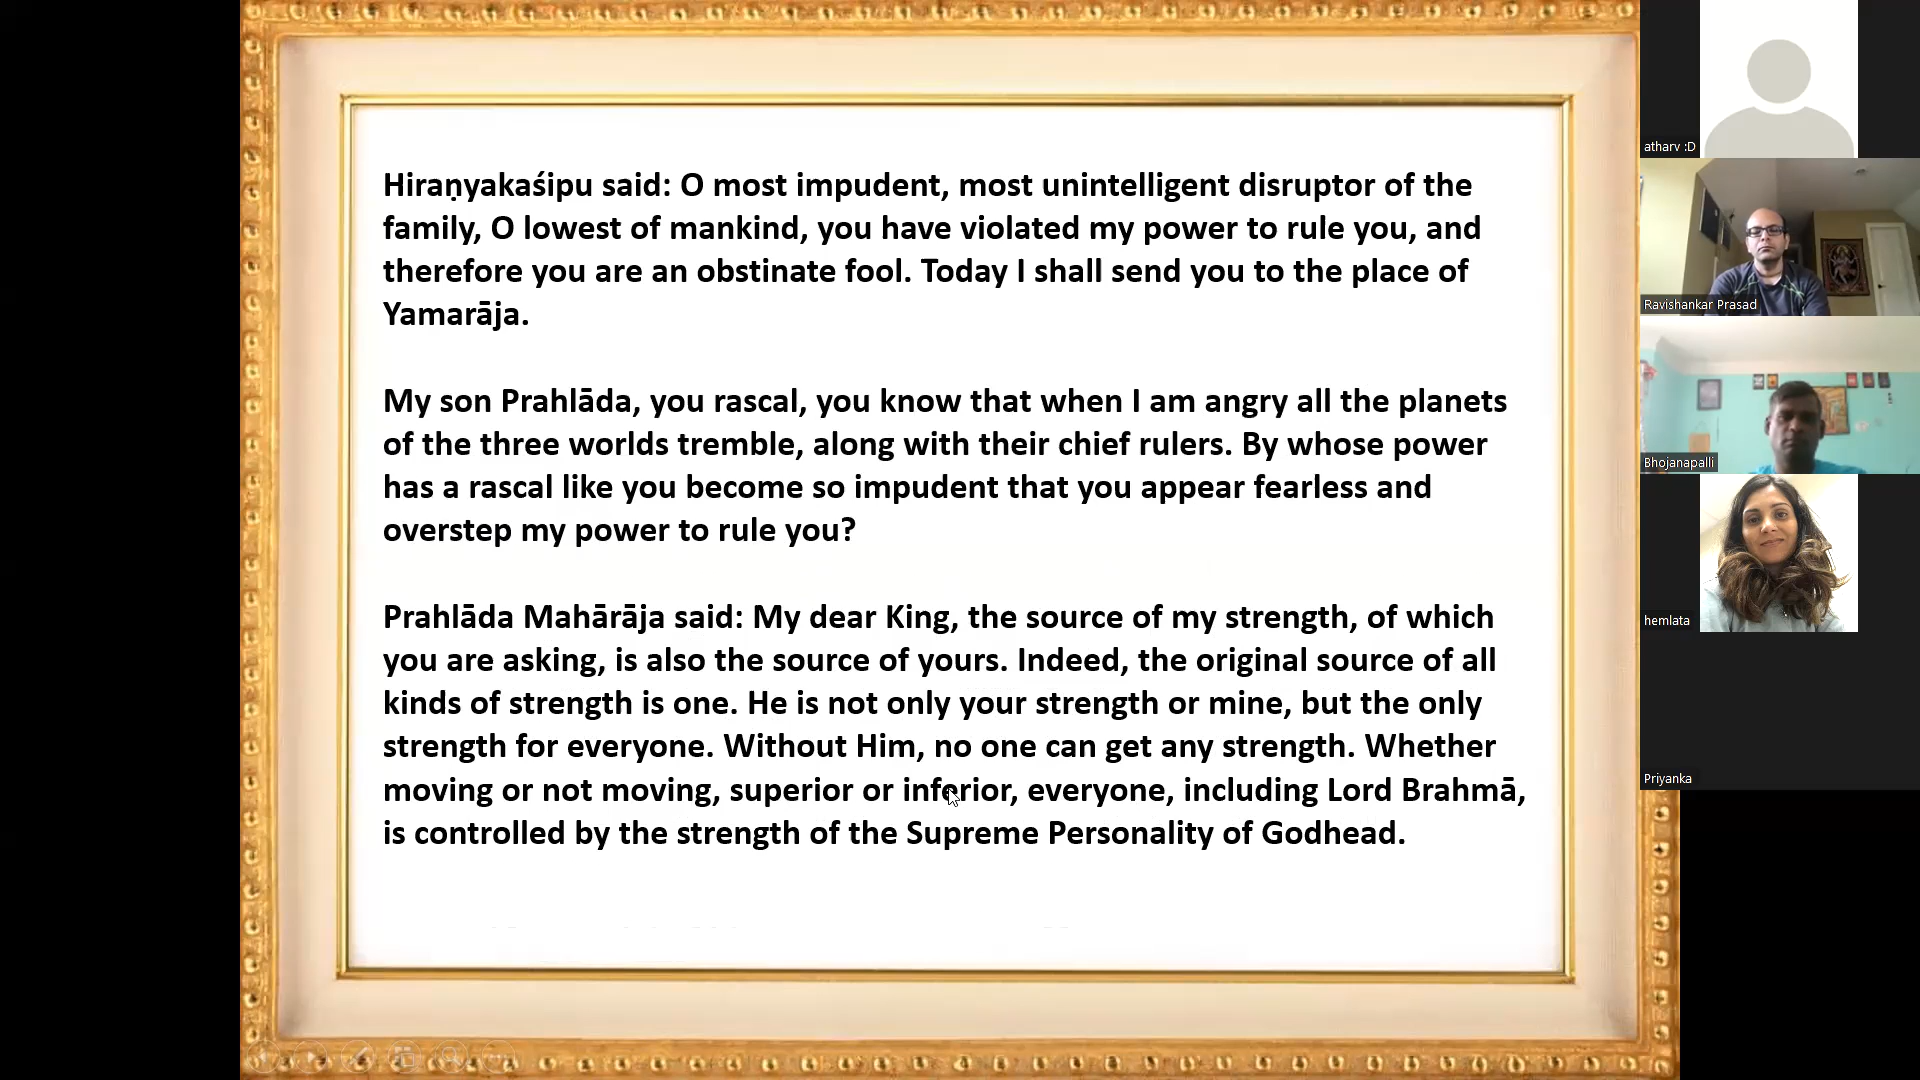 Hiraṇyakaśipu said: O most impudent, most unintelligent disruptor of the
family, O lowest of mankind, you have violated my power to rule you, and
therefore you are an obstinate fool. Today I shall send you to the place of
Yamarāja.
My son Prahlāda, you rascal, you know that when I am angry all the planets
of the three worlds tremble, along with their chief rulers. By whose power
has a rascal like you become so impudent that you appear fearless and
overstep my power to rule you?
Prahlāda Mahārāja said: My dear King, the source of my strength, of which
you are asking, is also the source of yours. Indeed, the original source of all
kinds of strength is one. He is not only your strength or mine, but the only
strength for everyone. Without Him, no one can get any strength. Whether
moving or not moving, superior or inferior, everyone, including Lord Brahmā,
is controlled by the strength of the Supreme Personality of Godhead.
atharv :D
Ravishankar Prasad
Bhojanapalli
hemlata
Priyanka